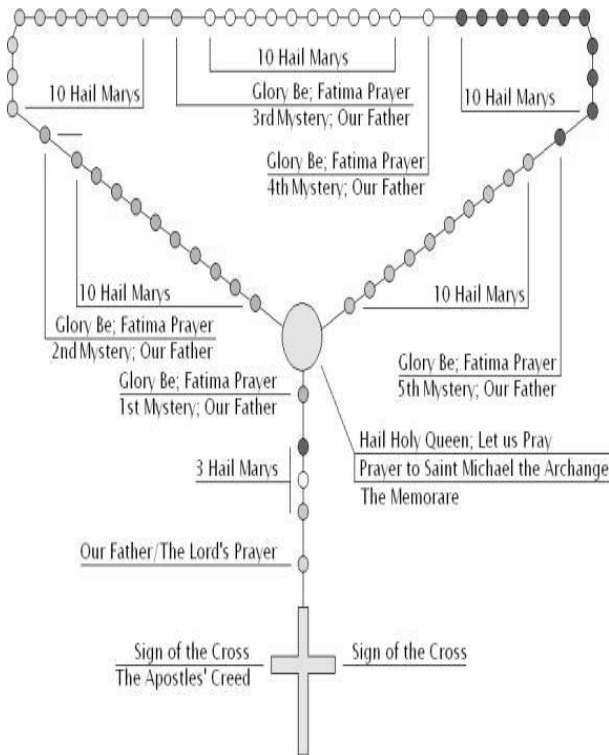 10 Hail Marys
10 Hail Marys
10 Hail Marys
Glory Be; Fatima Prayer
3rd Mystery; Our Father
Glory Be; Fatima Prayer
4th Mystery; Our Father
10 Hail Marys
10 Hail Marys
Glory Be; Fatima Prayer
2nd Mystery; Our Father
Glory Be; Fatima Prayer
5th Mystery; Our Father
Glory Be; Fatima Prayer
1st Mystery; Our Father
Hail Holy Queen; Let us Pray
Prayer to Saint Michael the Archange
The Memorare
3 Hail Marys
Our Father/The Lord's Prayer
Sign of the Cross
The Apostles' Creed
Sign of the Cross